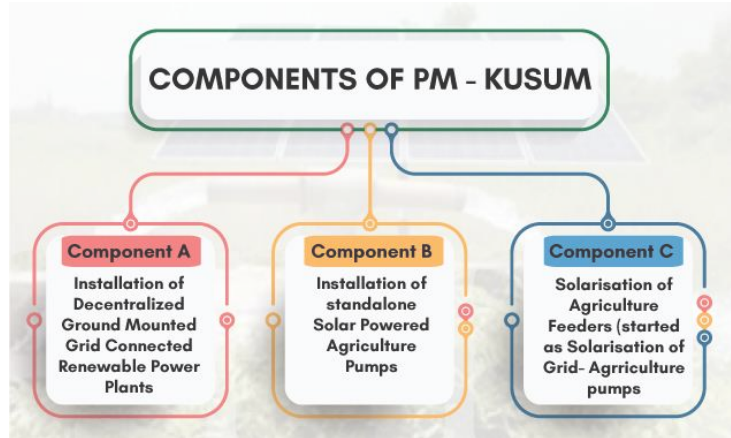 COMPONENTS OF PM - KUSUM
Component A
Installation of
Decentralized
Ground Mounted
Grid Connected
Renewable Power
Plants
Component B
Installation of
standalone
Solar Powered
Agriculture
Pumps
Component C
Solarisation of
Agriculture
Feeders (started
as Solarisation of
Grid- Agrriculture
pumps